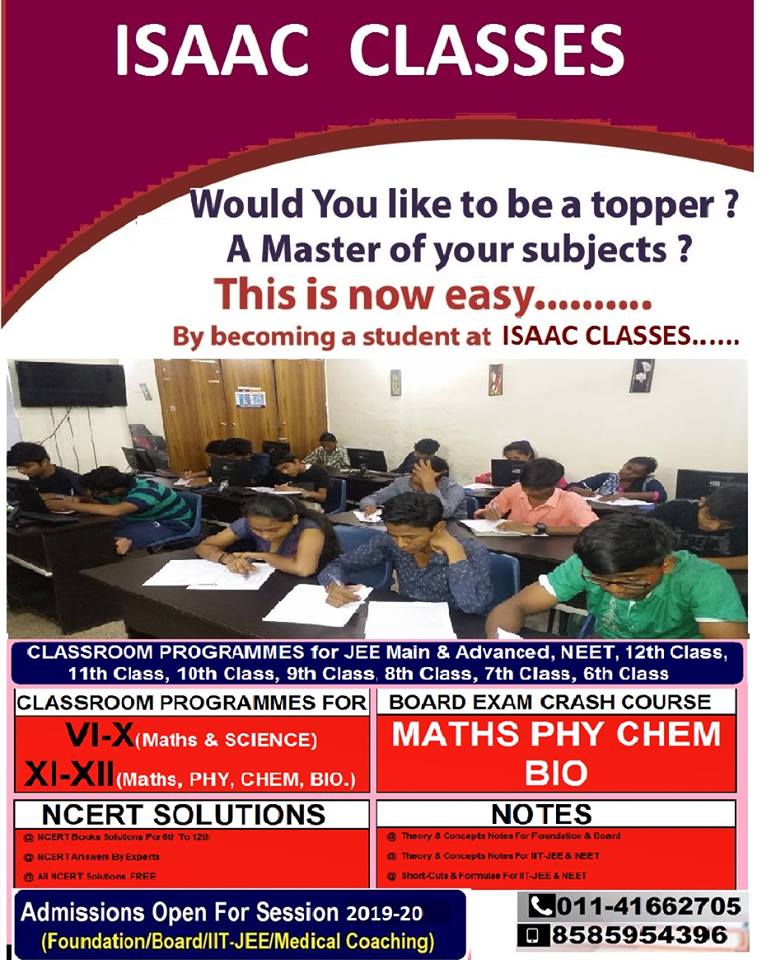 ISAAC CLASSES
Would You like to be a topper ?
A Master of your subjects ?
This is now easy..........
By becoming a student at ISAAC CLASSES......
CLASSROOM PROGRAMMES for JEE Main & Advanced, NEET, 12th Class,
11th Class, 10th Class, 9th Class, 8th Class, 7th Class, 6th Class
CLASSROOM PROGRAMMES FOR
VI-X(Maths & SCIENCE)
XI-XII(Maths, PHY, CHEM, BIO.)
BOARD EXAM CRASH COURSE
MATHS PHY CHEM
BIO
NCERT SOLUTIONS
@ NCERT Books Solutions For 6th To 12th
@ NCERT Answers By Experts
@ All NCERT Solutions FREE
NOTES
@ Theory & Concepts Notes For Foundation & Board
@ Theory & Concepts Notes For IIT-JEE & NEET
@ Short-Cuts & Formulae For IIT-JEE & NEET
Admissions Open For Session 2019-20
(Foundation/Board/IIT-JEE/Medical Coaching)
011-41662705
8585954396